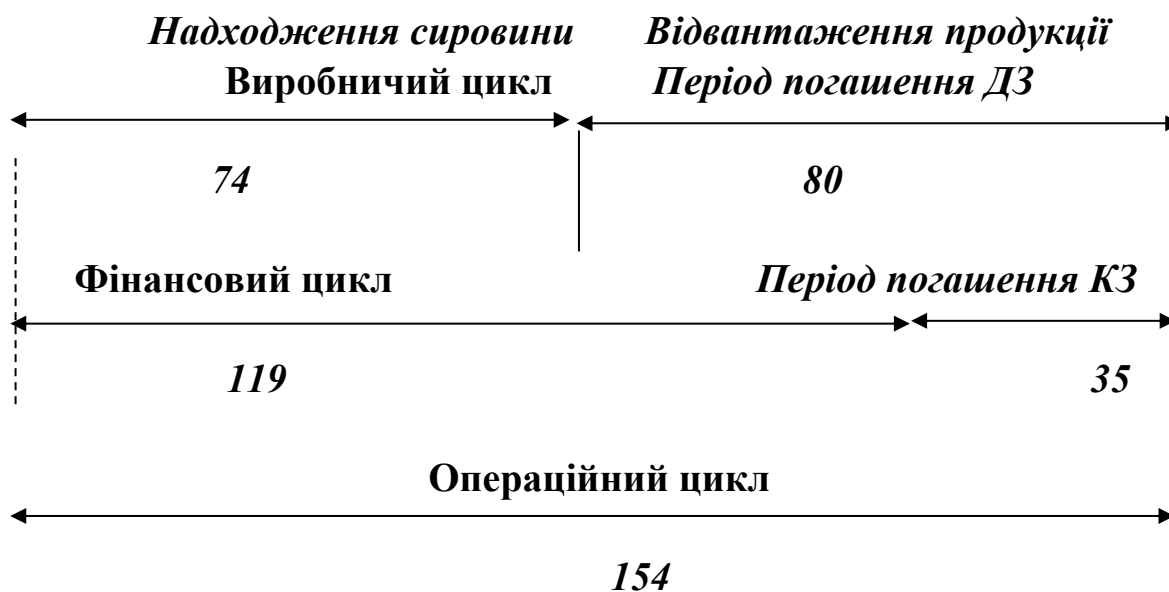 Надходження сировини Відвантаження продукції
Виробничий цикл Період погашення ДЗ
74 80
Фінансовий цикл Період погашення КЗ
119 35
Операційний цикл
154